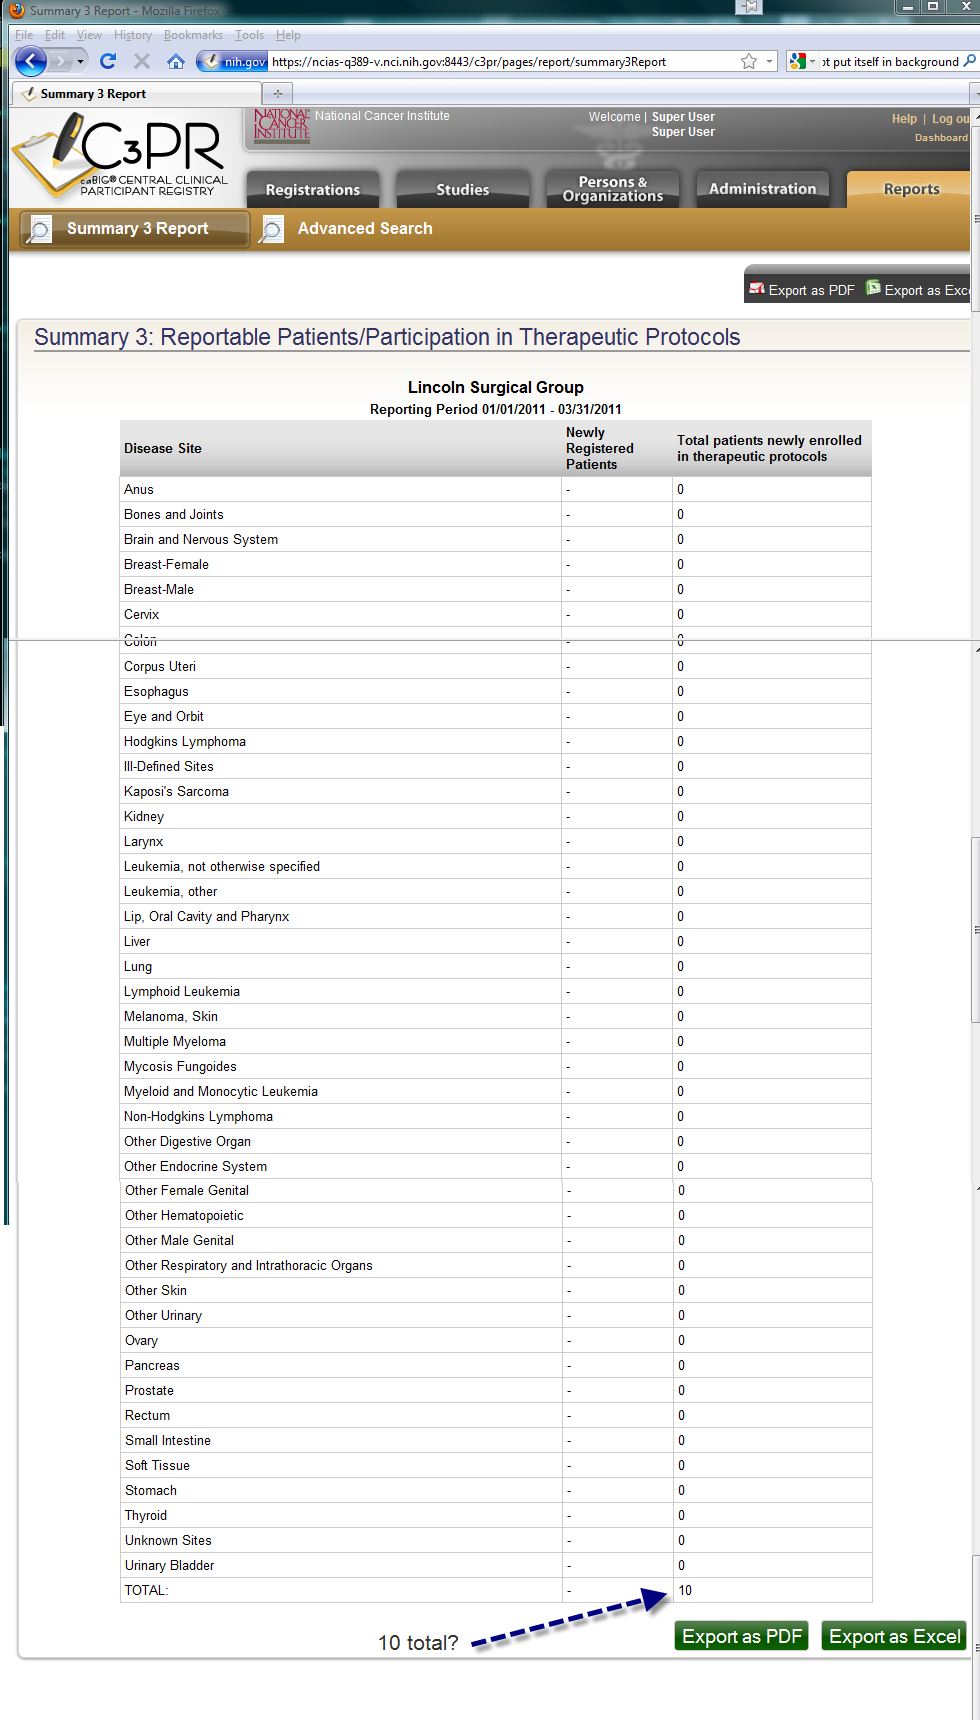 Summary 3 Report - Mozilla Firefox
File Edit View History Bookmarks Tools Help
nih.gov https://ncias-q389-v.nci.nih.gov:8443/c3pr/pages/report/summary3Report ot put itself in background
Summary 3 Report
C3PR
caBIG® CENTRAL CLINICAL
PARTICIPANT REGISTRY
NATIONAL
CANCER
INSTITUTE
National Cancer Institute
Welcome | Super User
Super User
Help | Log ou
Dashboard
Registrations Studies Persons & Organizations Administration Reports
Summary 3 Report Advanced Search
Export as PDF Export as Exce
Summary 3: Reportable Patients/Participation in Therapeutic Protocols
Lincoln Surgical Group
Reporting Period 01/01/2011 - 03/31/2011
Disease Site Newly Registered Patients Total patients newly enrolled in therapeutic protocols
Anus - 0
Bones and Joints - 0
Brain and Nervous System - 0
Breast-Female - 0
Breast-Male - 0
Cervix - 0
Colon - 0
Corpus Uteri - 0
Esophagus - 0
Eye and Orbit - 0
Hodgkins Lymphoma - 0
Ill-Defined Sites - 0
Kaposi's Sarcoma - 0
Kidney - 0
Larynx - 0
Leukemia, not otherwise specified - 0
Leukemia, other - 0
Lip, Oral Cavity and Pharynx - 0
Liver - 0
Lung - 0
Lymphoid Leukemia - 0
Melanoma, Skin - 0
Multiple Myeloma - 0
Mycosis Fungoides - 0
Myeloid and Monocytic Leukemia - 0
Non-Hodgkins Lymphoma - 0
Other Digestive Organ - 0
Other Endocrine System - 0
Other Female Genital - 0
Other Hematopoietic - 0
Other Male Genital - 0
Other Respiratory and Intrathoracic Organs - 0
Other Skin - 0
Other Urinary - 0
Ovary - 0
Pancreas - 0
Prostate - 0
Rectum - 0
Small Intestine - 0
Soft Tissue - 0
Stomach - 0
Thyroid - 0
Unknown Sites - 0
Urinary Bladder - 0
TOTAL: - 10
10 total?
Export as PDF Export as Excel